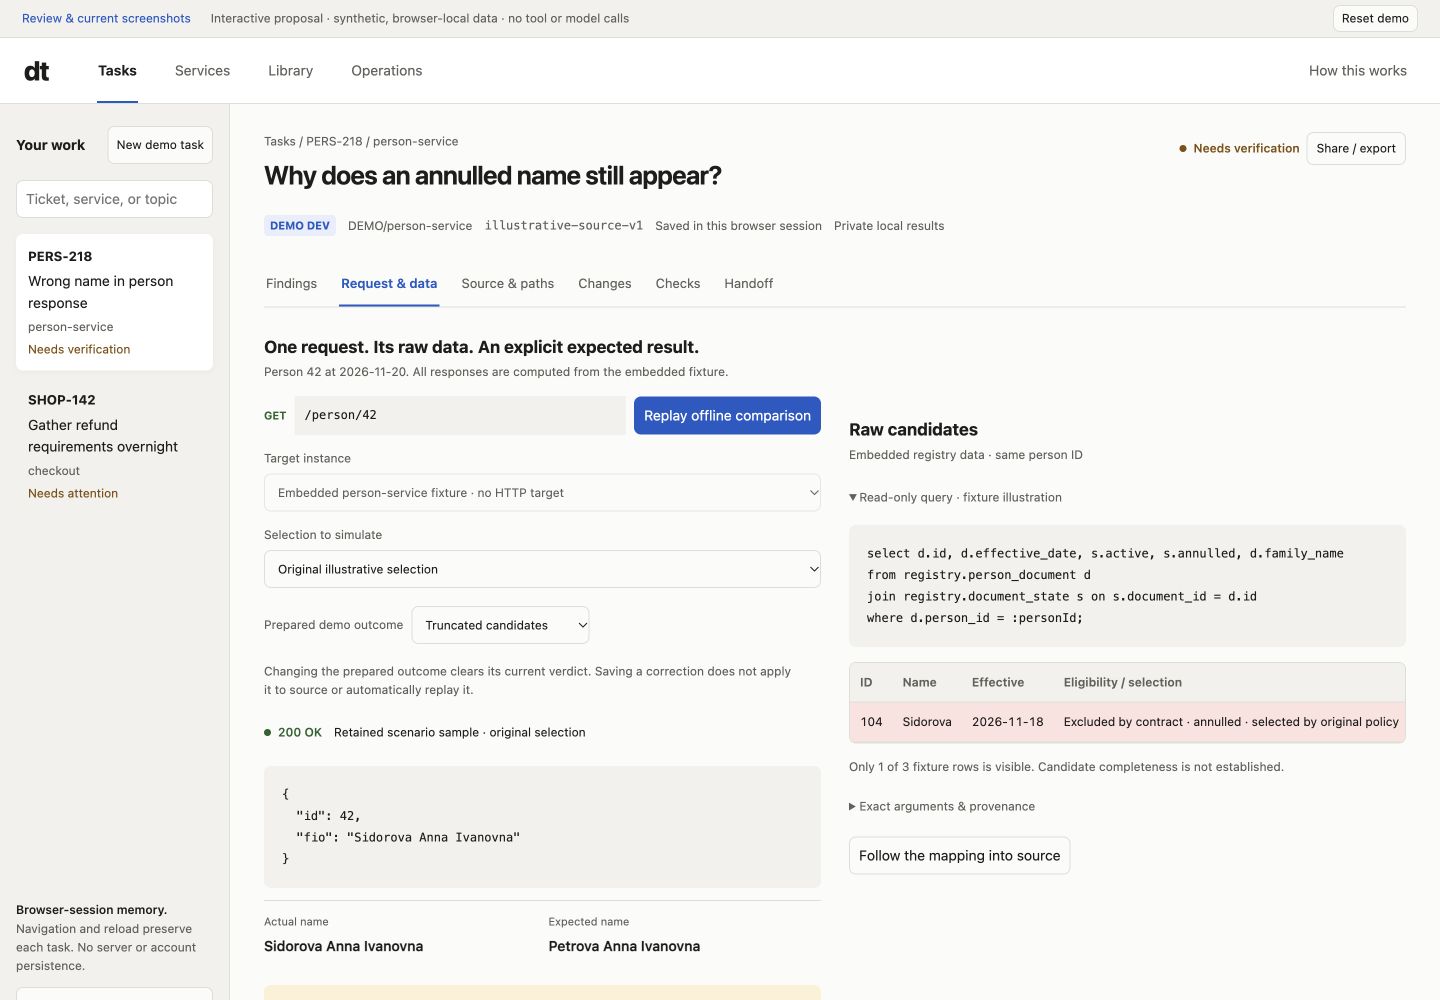 Review & current screenshots
Interactive proposal · synthetic, browser-local data · no tool or model calls
Reset demo
dt
Tasks
Services
Library
Operations
How this works
Your work
New demo task
Ticket, service, or topic
PERS-218
Wrong name in person
response
person-service
Needs verification
SHOP-142
Gather refund
requirements overnight
checkout
Needs attention
Browser-session memory.
Navigation and reload preserve
each task. No server or account
persistence.
Tasks / PERS-218 / person-service
Why does an annulled name still appear?
Needs verification
Share / export
DEMO DEV
DEMO/person-service
illustrative-source-v1
Saved in this browser session
Private local results
Findings
Request & data
Source & paths
Changes
Checks
Handoff
One request. Its raw data. An explicit expected result.
Person 42 at 2026-11-20. All responses are computed from the embedded fixture.
GET
/person/42
Replay offline comparison
Target instance
Embedded person-service fixture · no HTTP target
Selection to simulate
Original illustrative selection
Prepared demo outcome
Truncated candidates
Changing the prepared outcome clears its current verdict. Saving a correction does not apply
it to source or automatically replay it.
200 OK
Retained scenario sample · original selection
{
"id": 42,
"fio": "Sidorova Anna Ivanovna"
}
Actual name
Sidorova Anna Ivanovna
Expected name
Petrova Anna Ivanovna
Raw candidates
Embedded registry data · same person ID
Read-only query · fixture illustration
select d.id, d.effective_date, s.active, s.annulled, d.family_name
from registry.person_document d
join registry.document_state s on s.document_id = d.id
where d.person_id = :personId;
ID Name Effective Eligibility / selection
104 Sidorova 2026-11-18 Excluded by contract · annulled · selected by original policy
Only 1 of 3 fixture rows is visible. Candidate completeness is not established.
Exact arguments & provenance
Follow the mapping into source